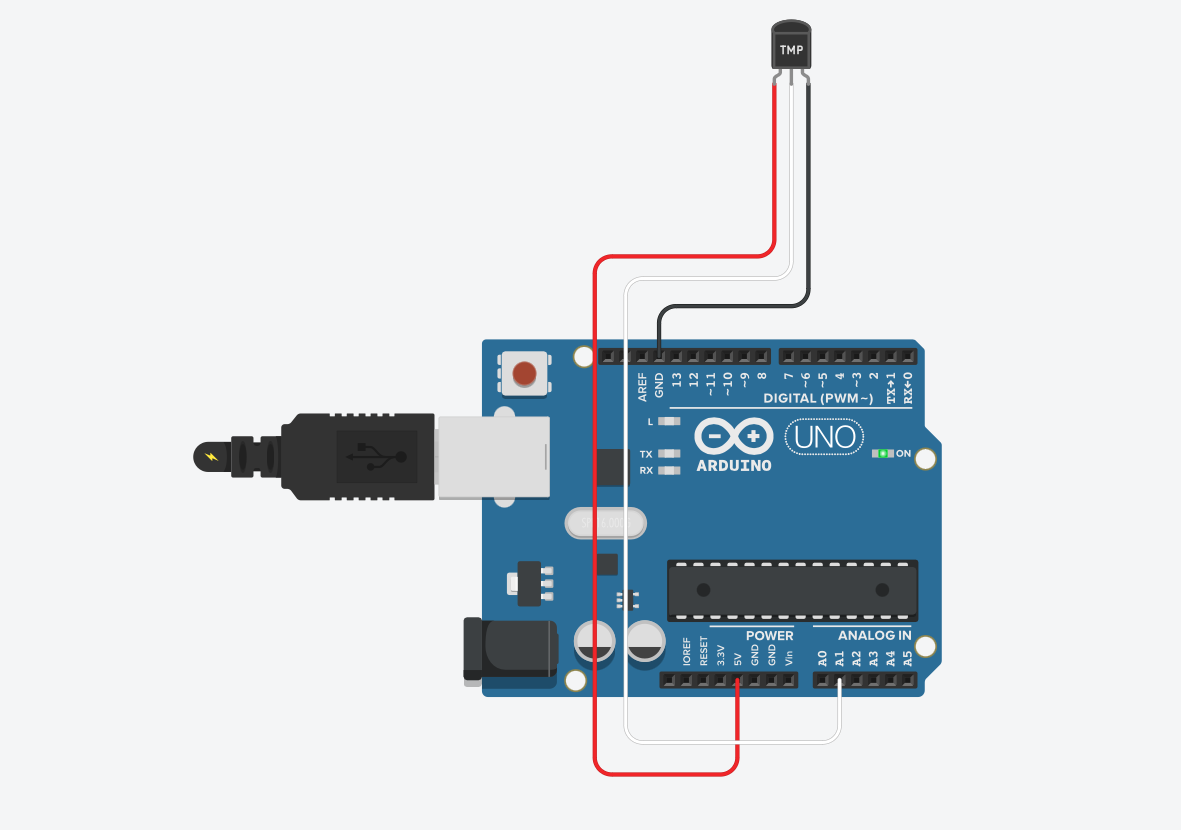 TMP
AREF
GND
13
12
~11
~10
~9
8
7
~6
~5
4
~3
2
TX→1
RX←0
DIGITAL (PWM~)
L
TX
RX
UNO
ARDUINO
ON
POWER
ANALOG IN
IOREF
RESET
3.3V
5V
GND
GND
Vin
A0
A1
A2
A3
A4
A5